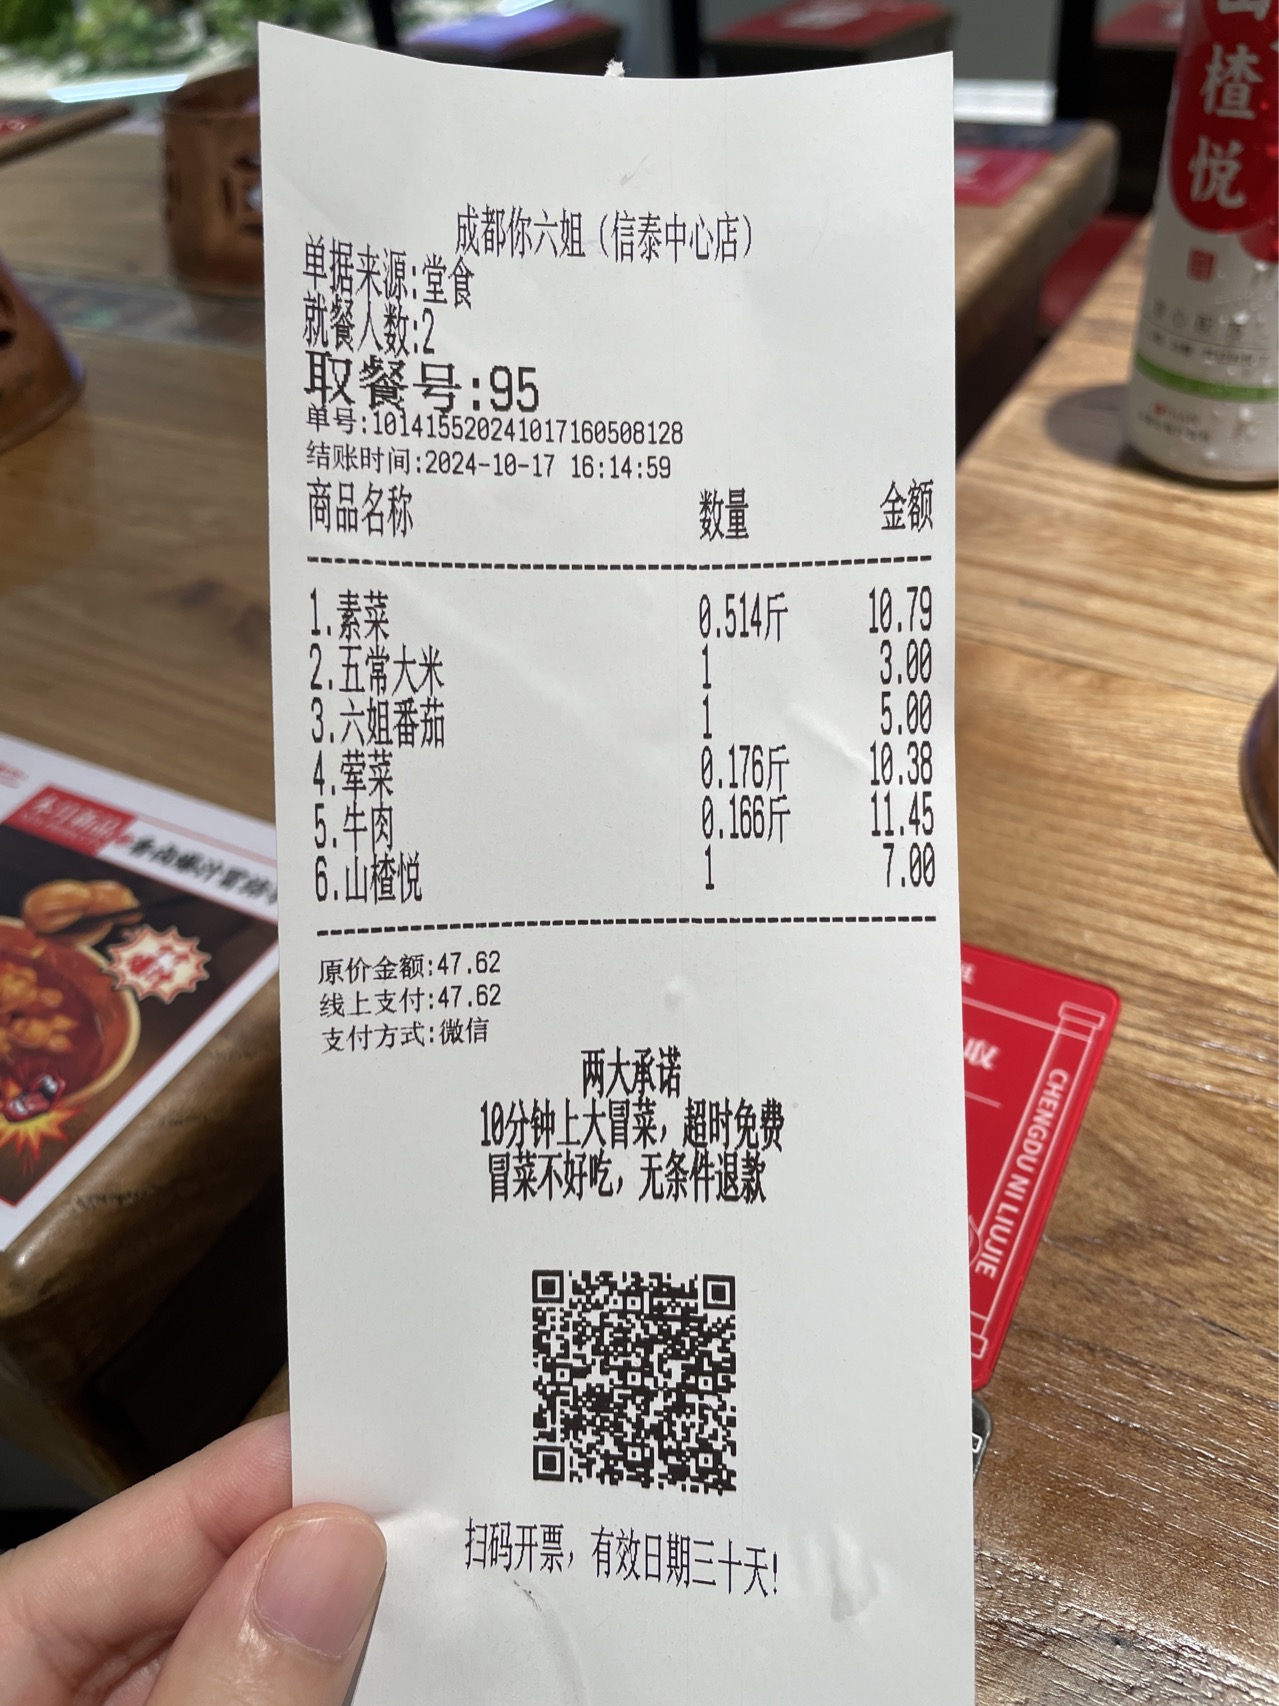 成都你六姐（信泰中心店）
单据来源:堂食
就餐人数:2
取餐号:95
单号:101415520241017160508128
结账时间:2024-10-17 16:14:59
商品名称 数量 金额
1.素菜 0.514斤 10.79
2.五常大米 1 3.00
3.六姐番茄 1 5.00
4.荤菜 0.176斤 10.38
5.牛肉 0.166斤 11.45
6.山楂悦 1 7.00
原价金额:47.62
线上支付:47.62
支付方式:微信
两大承诺
10分钟上大冒菜，超时免费
冒菜不好吃，无条件退款
扫码开票，有效日期三十天!
山楂悦
本月新品
CHENGDU NI LIUJIE